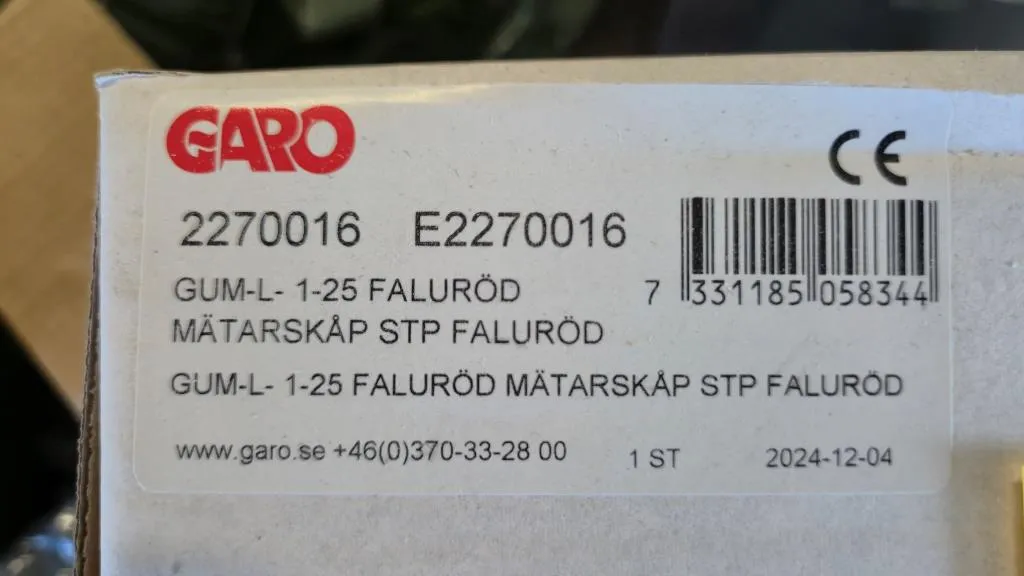 GARO
CE
2270016 E2270016
GUM-L- 1-25 FALURÖD
7 331185 058344
MÄTARSKÅP STP FALURÖD
GUM-L- 1-25 FALURÖD MÄTARSKÅP STP FALURÖD
www.garo.se +46(0)370-33-28 00 1 ST 2024-12-04